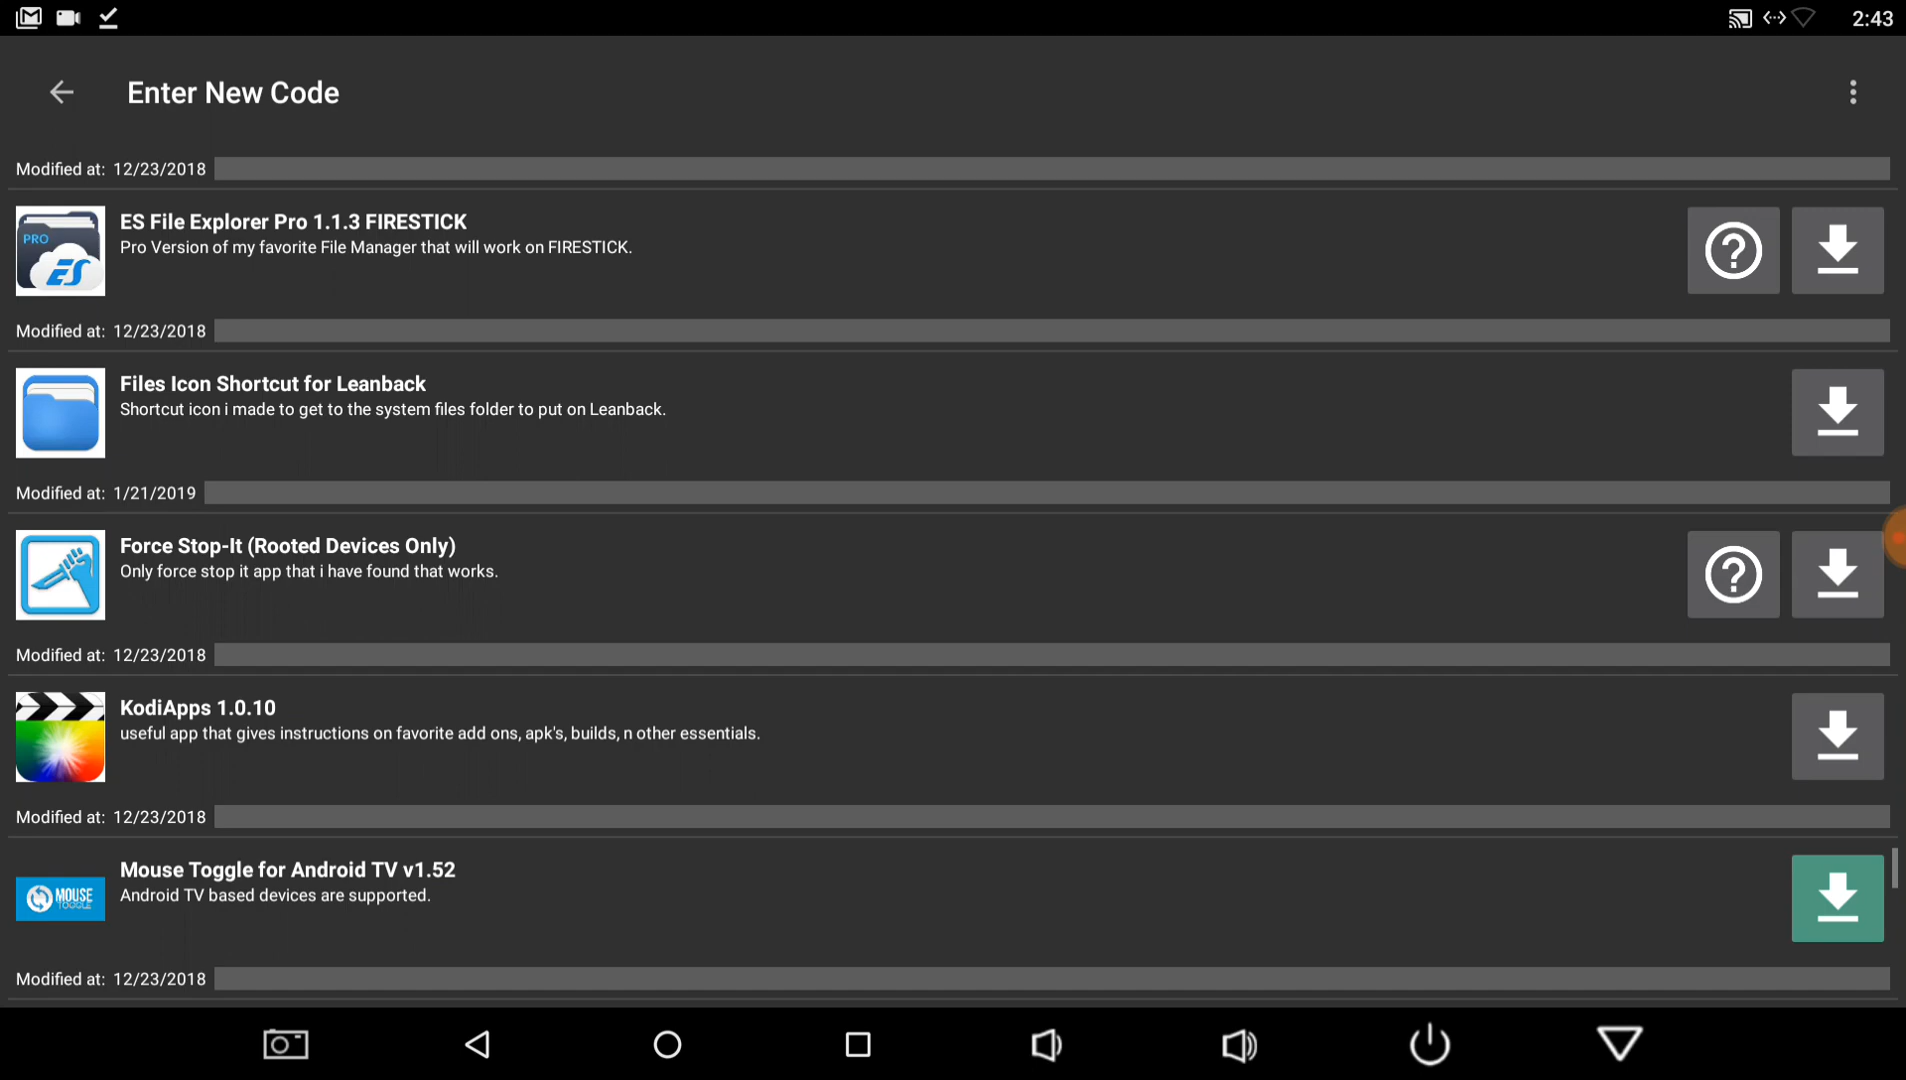 2:43
Enter New Code
Modified at: 12/23/2018
PRO
ES
ES File Explorer Pro 1.1.3 FIRESTICK
Pro Version of my favorite File Manager that will work on FIRESTICK.
Modified at: 12/23/2018
Files Icon Shortcut for Leanback
Shortcut icon i made to get to the system files folder to put on Leanback.
Modified at: 1/21/2019
Force Stop-It (Rooted Devices Only)
Only force stop it app that i have found that works.
Modified at: 12/23/2018
KodiApps 1.0.10
useful app that gives instructions on favorite add ons, apk's, builds, n other essentials.
Modified at: 12/23/2018
MOUSE
TOGGLE
Mouse Toggle for Android TV v1.52
Android TV based devices are supported.
Modified at: 12/23/2018